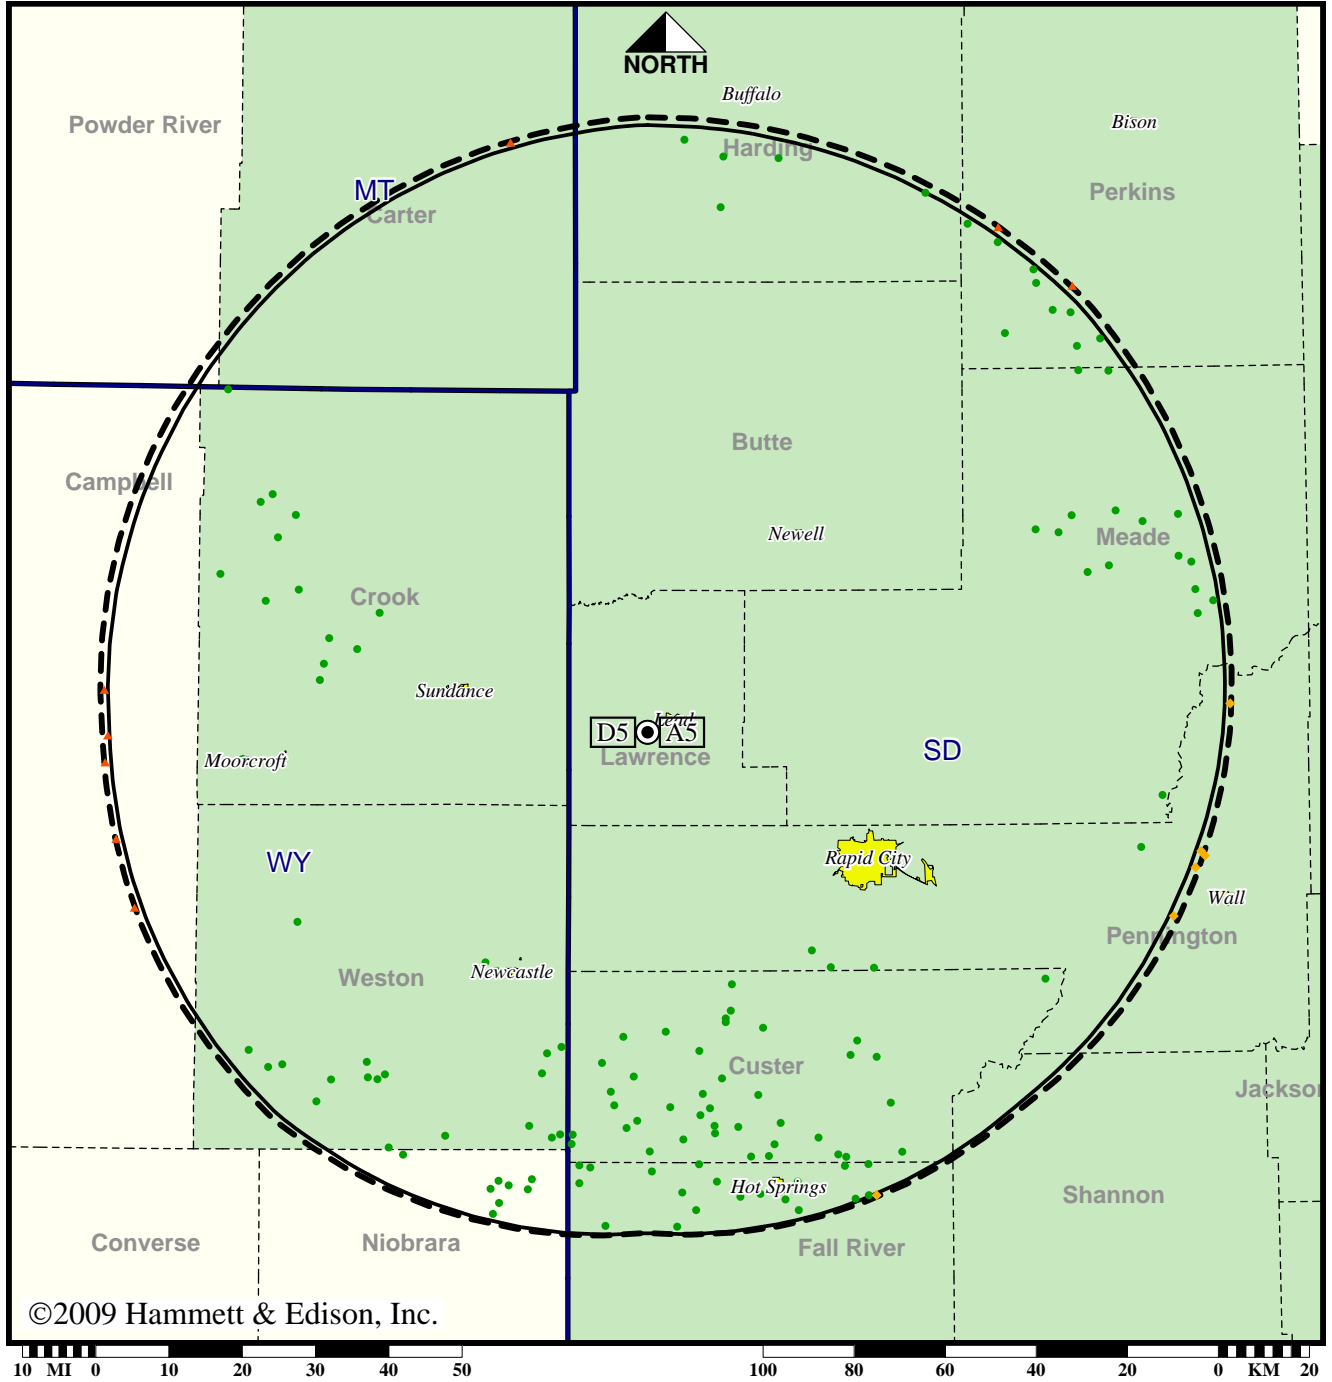 NORTH
Buffalo
Bison
Powder River
Harding
MT
Perkins
Carter
Butte
Campbell
Newell
Meade
Crook
Sundance
Lead
D5 A5
SD
Lawrence
Moorcroft
WY
Rapid City
Wall
Pennington
Newcastle
Weston
Custer
Jackson
Hot Springs
Shannon
Converse
Niobrara
Fall River
©2009 Hammett & Edison, Inc.
10 MI 0 10 20 30 40 50 100 80 60 40 20 0 KM 20